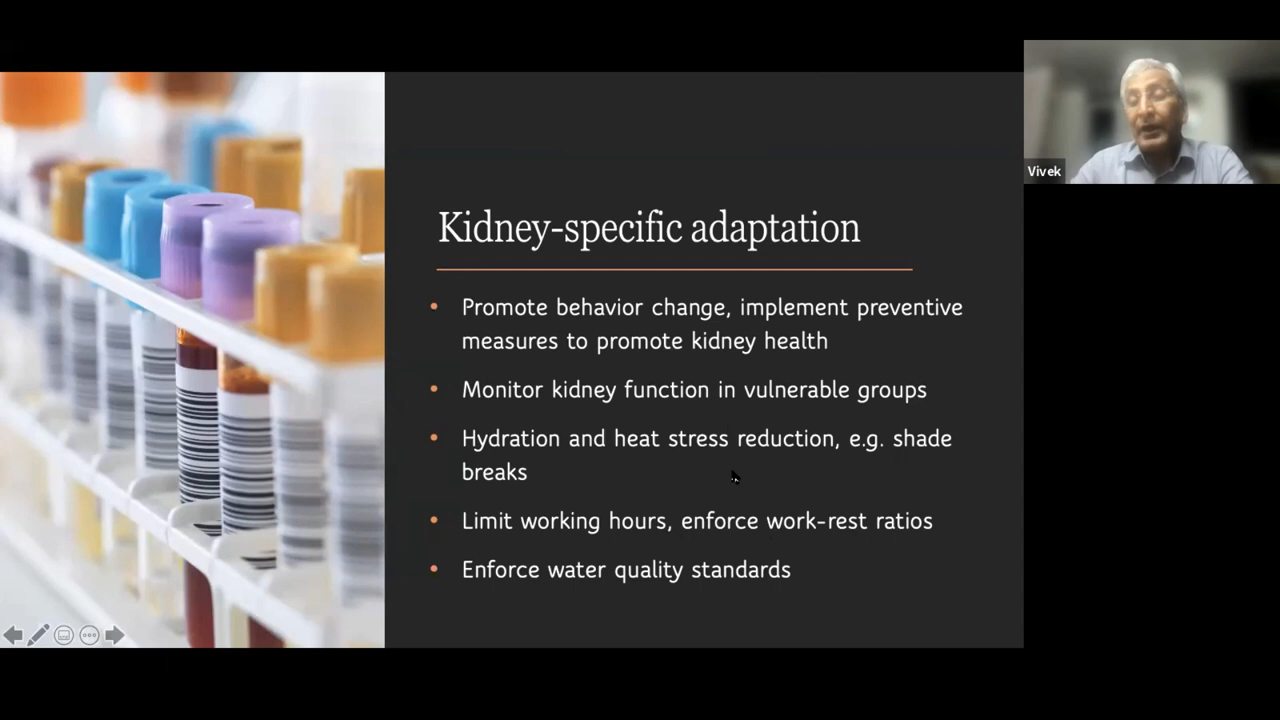 Kidney-specific adaptation
• Promote behavior change, implement preventive
measures to promote kidney health
• Monitor kidney function in vulnerable groups
• Hydration and heat stress reduction, e.g. shade
breaks
• Limit working hours, enforce work-rest ratios
• Enforce water quality standards
Vivek